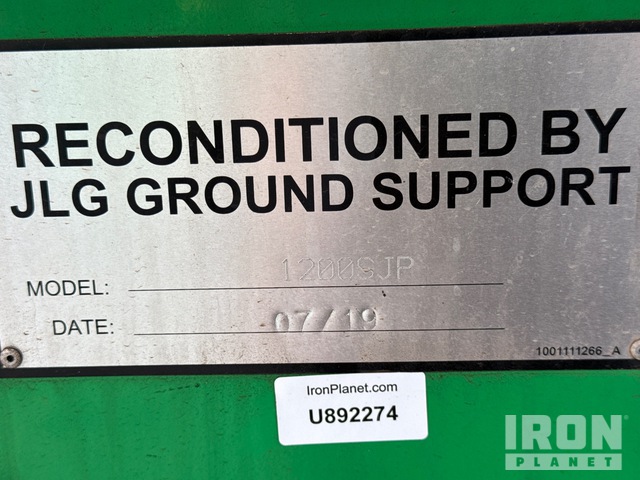 RECONDITIONED BY
JLG GROUND SUPPORT
MODEL: 1200SJP
DATE: 07/19
1001111266_A
IronPlanet.com
U892274
IRON
PLANET